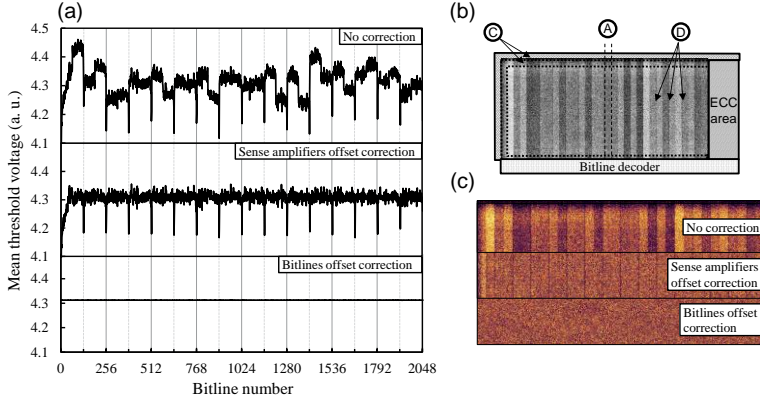 (a)
4.5
No correction
4.4
4.3
4.2
4.1
Sense amplifiers offset correction
4.4
4.3
4.2
4.1
Bitlines offset correction
4.4
4.3
4.2
4.1
Mean threshold voltage (a. u.)
0 256 512 768 1024 1280 1536 1792 2048
Bitline number
(b)
C
A
D
ECC
area
Bitline decoder
(c)
No correction
Sense amplifiers
offset correction
Bitlines offset
correction